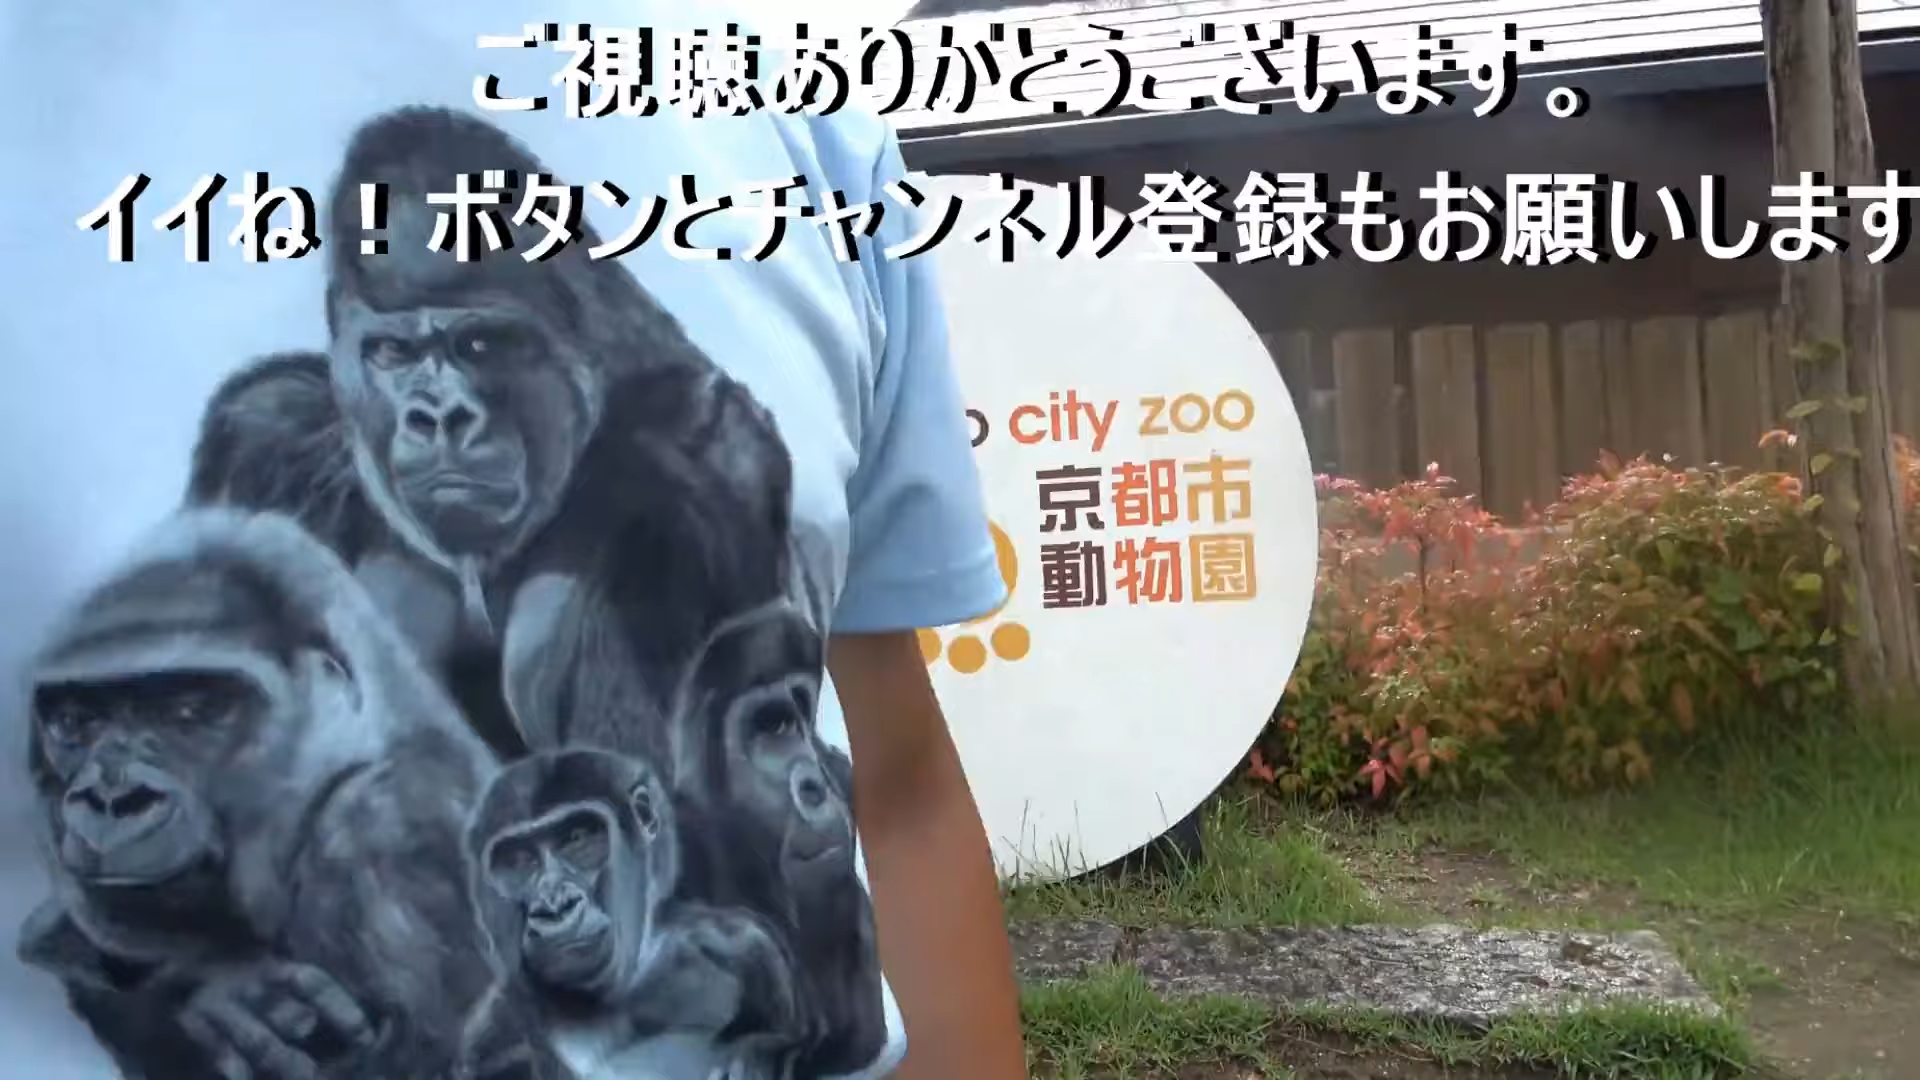 ご視聴ありがとうございます。
イイね！ボタンとチャンネル登録もお願いします
o city zoo
京都市
動物園